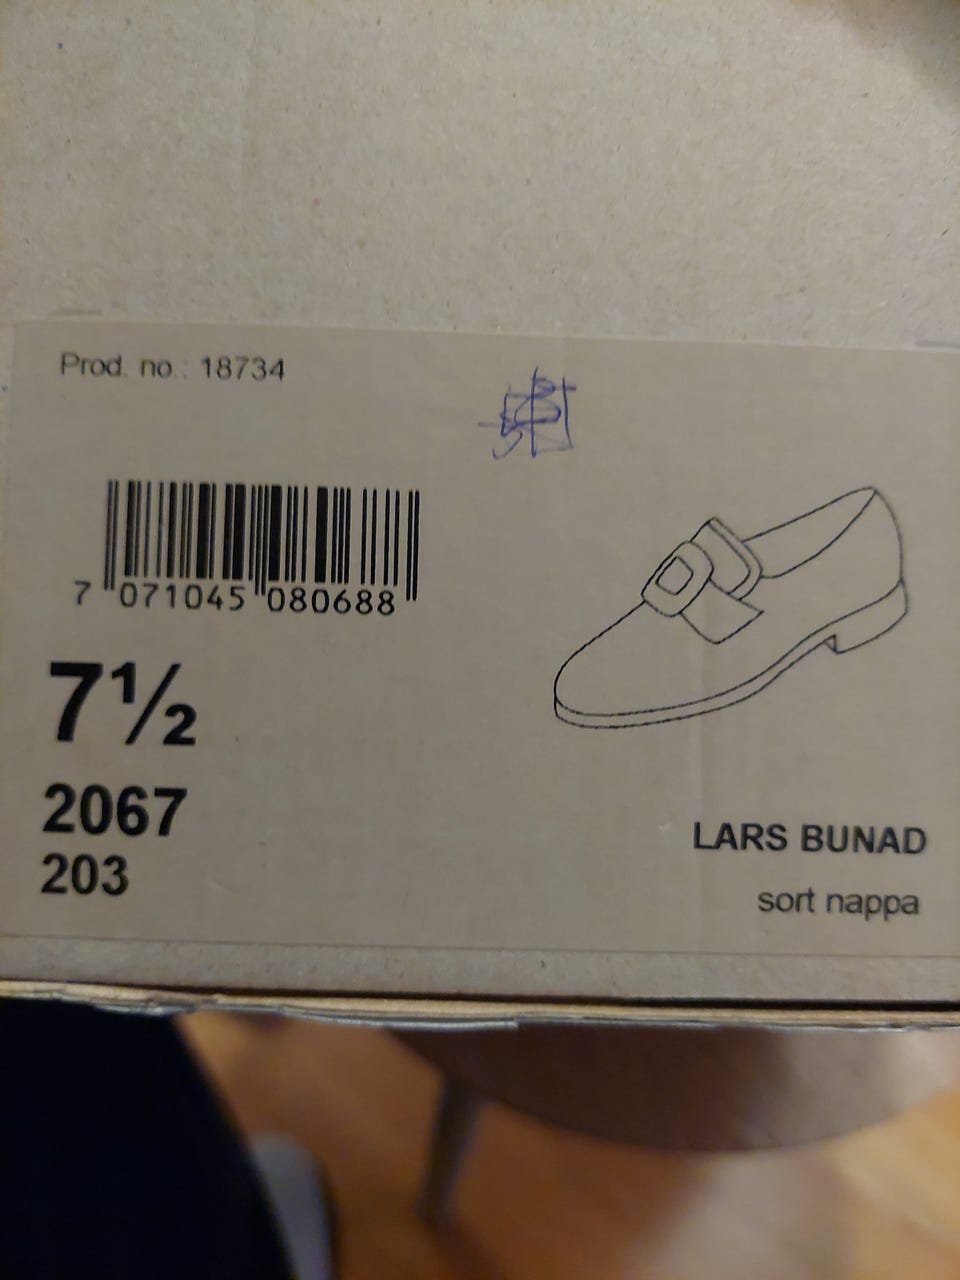 Prod. no.: 18734
7 071045 080688
7½
2067
203
LARS BUNAD
sort nappa